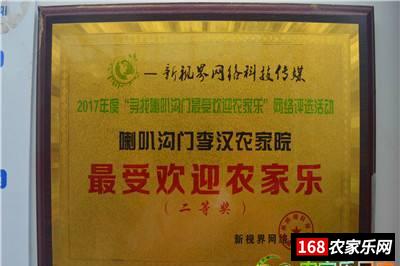 新视界网络科技传媒
2017年度“寻找喇叭沟门最受欢迎农家乐”网络评选活动
喇叭沟门李汉农家院
最受欢迎农家乐
（二等奖）
新视界网络
168农家乐网